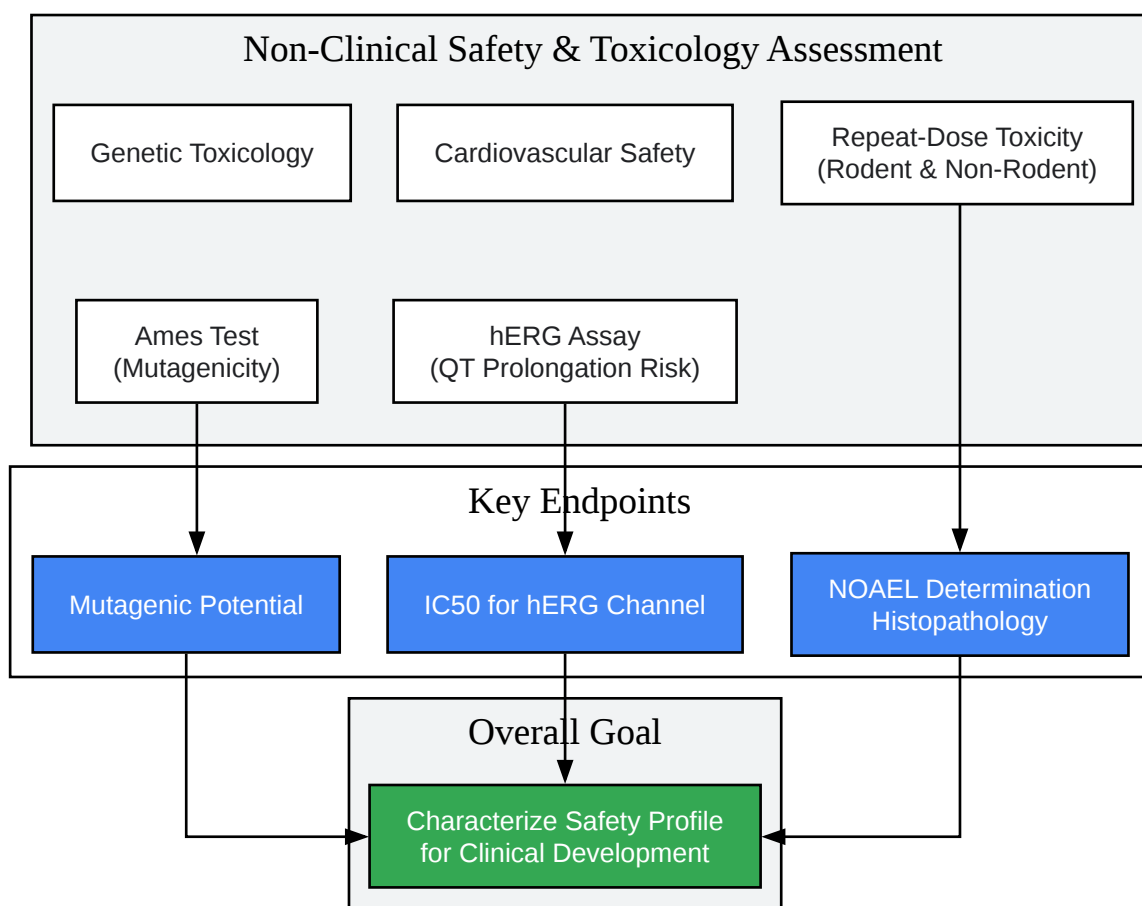 Non-Clinical Safety & Toxicology Assessment
Genetic Toxicology
Cardiovascular Safety
Repeat-Dose Toxicity
(Rodent & Non-Rodent)
Ames Test
(Mutagenicity)
hERG Assay
(QT Prolongation Risk)
Key Endpoints
Mutagenic Potential
IC50 for hERG Channel
NOAEL Determination
Histopathology
Overall Goal
Characterize Safety Profile
for Clinical Development